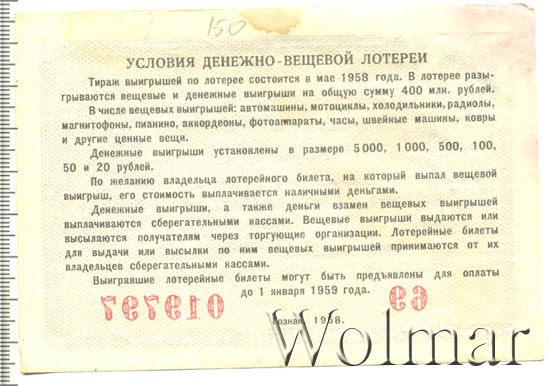 150
УСЛОВИЯ ДЕНЕЖНО-ВЕЩЕВОЙ ЛОТЕРЕИ
Тираж выигрышей по лотерее состоится в мае 1958 года. В лотерее разы-
грываются вещевые и денежные выигрыши на общую сумму 400 млн. рублей.
В числе вещевых выигрышей: автомашины, мотоциклы, холодильники, радиолы,
магнитофоны, пианино, аккордеоны, фотоаппараты, часы, швейные машины, ковры
и другие ценные вещи.
Денежные выигрыши установлены в размере 5000, 1000, 500, 100,
50 и 20 рублей.
По желанию владельца лотерейного билета, на который выпал вещевой
выигрыш, его стоимость выплачивается наличными деньгами.
Денежные выигрыши, а также деньги взамен вещевых выигрышей
выплачиваются сберегательными кассами. Вещевые выигрыши выдаются или
высылаются получателям через торгующие организации. Лотерейные билеты
для выдачи или высылки по ним вещевых выигрышей принимаются от их
владельцев сберегательными кассами.
Выигравшие лотерейные билеты могут быть предъявлены для оплаты
до 1 января 1959 года.
019797 69
Гознак. 1958.
Wolmar